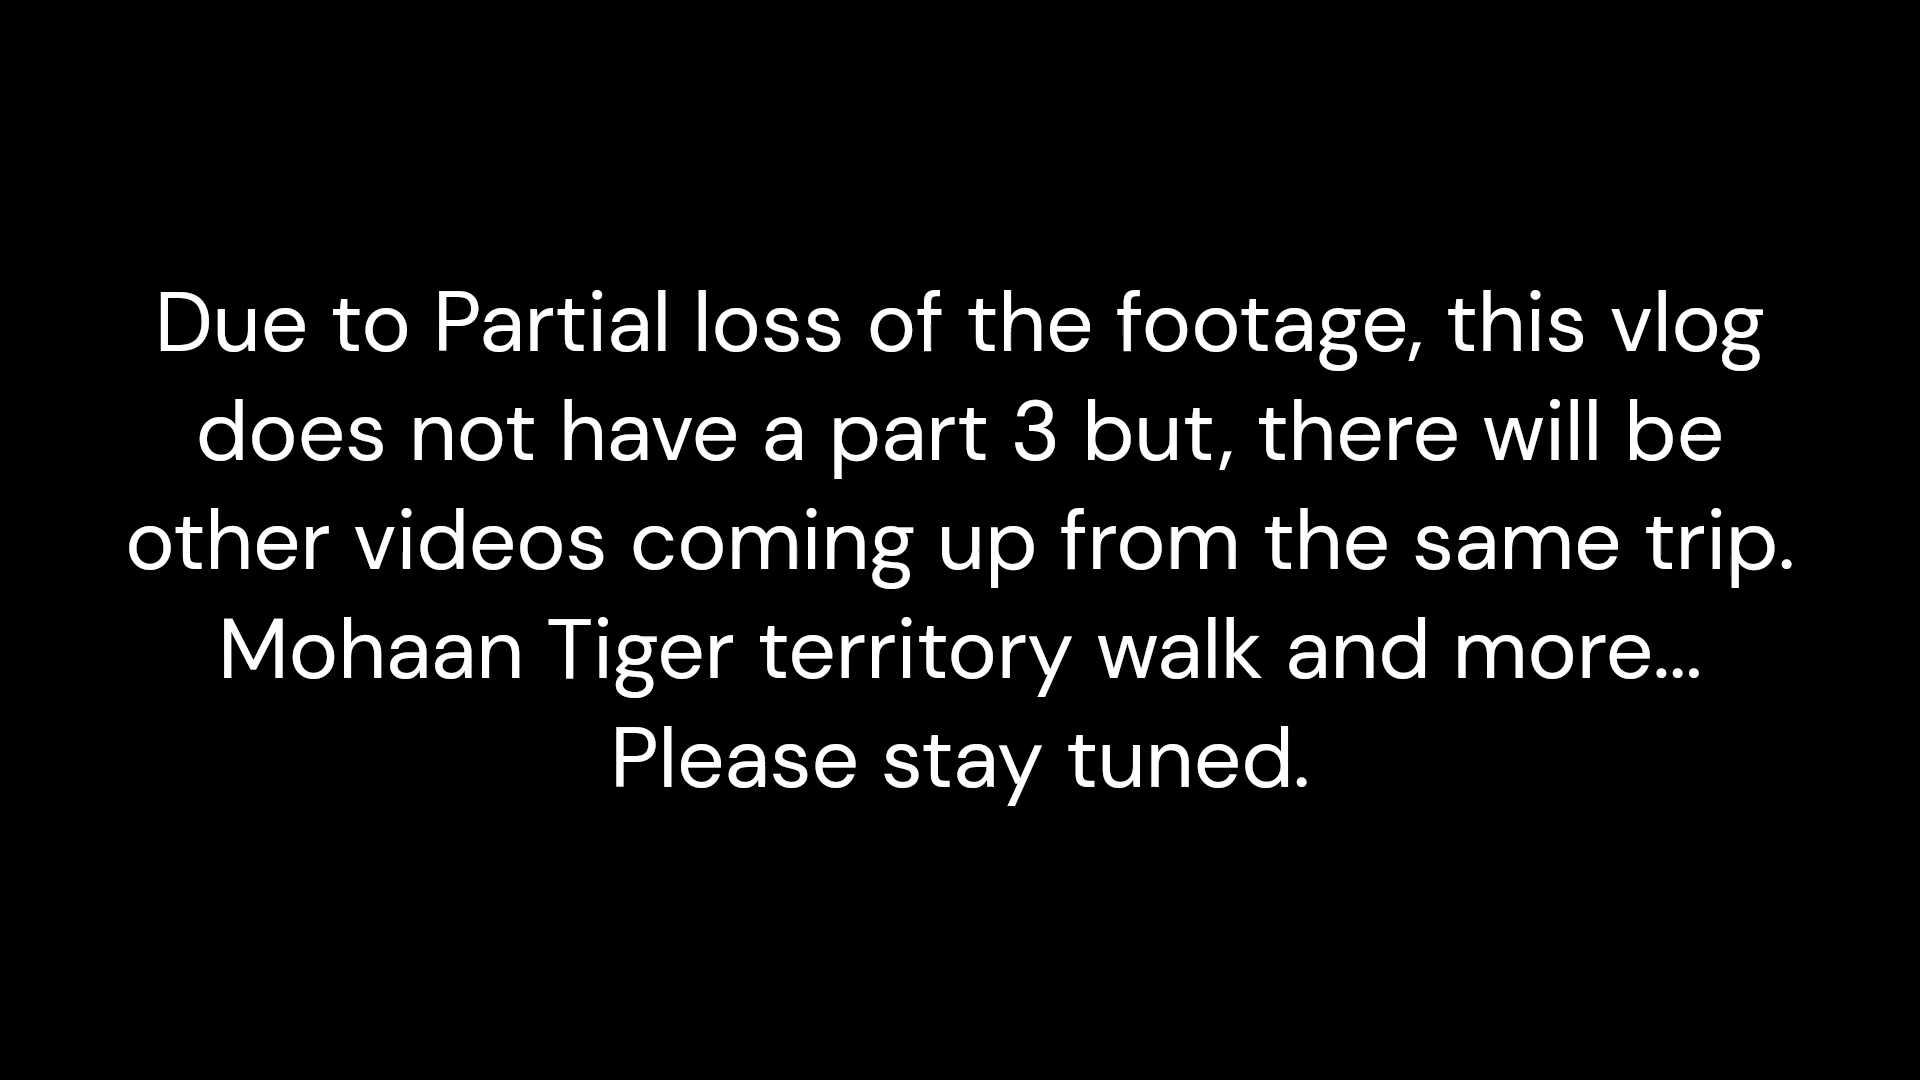 Due to Partial loss of the footage, this vlog
does not have a part 3 but, there will be
other videos coming up from the same trip.
Mohaan Tiger territory walk and more...
Please stay tuned.